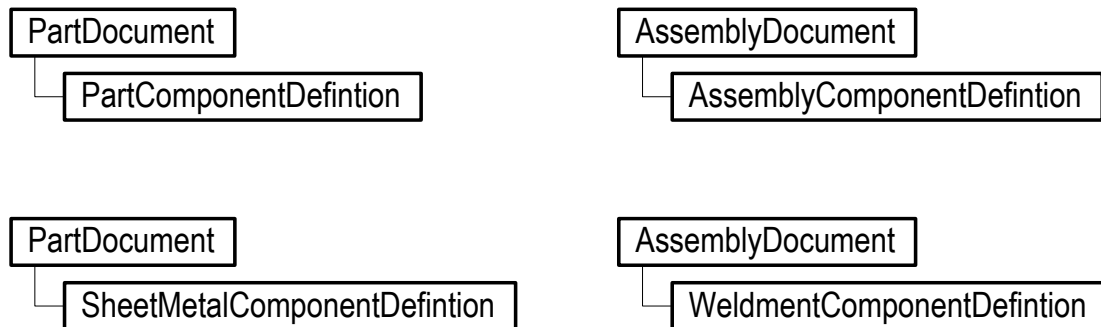 PartDocument
PartComponentDefintion
AssemblyDocument
AssemblyComponentDefintion
PartDocument
SheetMetalComponentDefintion
AssemblyDocument
WeldmentComponentDefintion